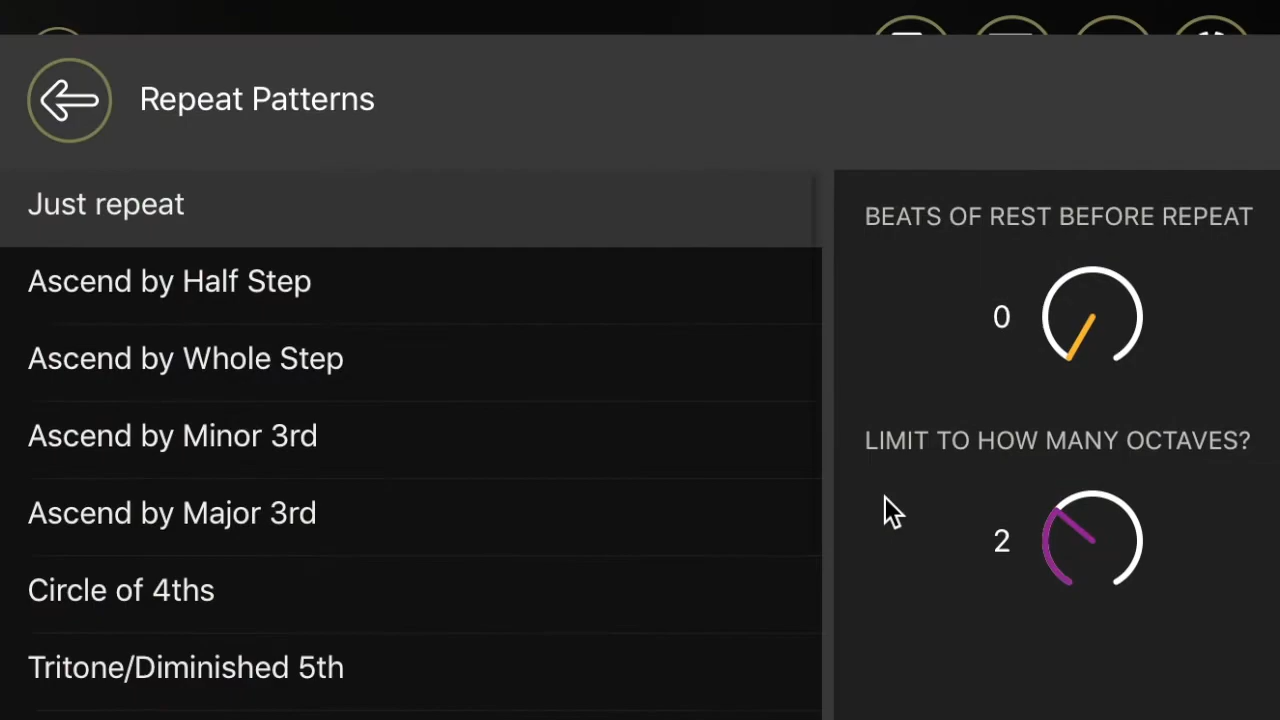 Repeat Patterns
Just repeat
Ascend by Half Step
Ascend by Whole Step
Ascend by Minor 3rd
Ascend by Major 3rd
Circle of 4ths
Tritone/Diminished 5th
BEATS OF REST BEFORE REPEAT
0
LIMIT TO HOW MANY OCTAVES?
2